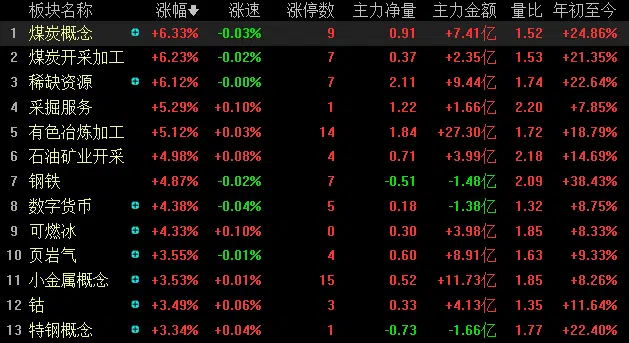 板块名称 涨幅 涨速 涨停数 主力净量 主力金额 量比 年初至今
1 煤炭概念 +6.33% -0.03% 9 0.91 +7.41亿 1.52 +24.86%
2 煤炭开采加工 +6.23% -0.02% 7 0.37 +2.35亿 1.53 +21.35%
3 稀缺资源 +6.12% -0.00% 7 2.11 +9.44亿 1.74 +22.64%
4 采掘服务 +5.29% +0.10% 1 1.22 +1.66亿 2.20 +7.85%
5 有色冶炼加工 +5.12% +0.03% 14 1.84 +27.30亿 1.72 +18.79%
6 石油矿业开采 +4.98% +0.08% 4 0.71 +3.99亿 2.18 +14.69%
7 钢铁 +4.87% -0.02% 7 -0.51 -1.48亿 2.09 +38.43%
8 数字货币 +4.38% -0.04% 5 0.18 -1.38亿 1.32 +8.75%
9 可燃冰 +4.33% +0.10% 0 0.30 +3.98亿 1.85 +8.33%
10 页岩气 +3.55% -0.01% 4 0.60 +8.91亿 1.63 +9.33%
11 小金属概念 +3.53% +0.01% 15 0.52 +11.73亿 1.85 +8.26%
12 钴 +3.49% +0.06% 3 0.33 +4.13亿 1.35 +11.64%
13 特钢概念 +3.34% +0.04% 1 -0.73 -1.66亿 1.77 +22.40%